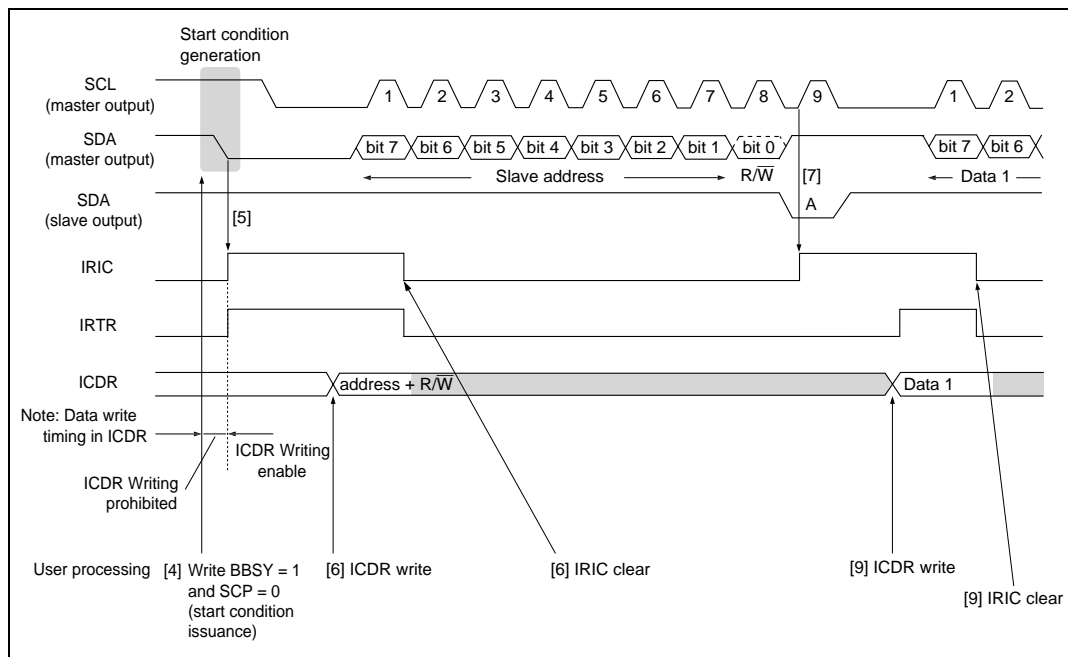 Start condition
generation
SCL
(master output)
1 2 3 4 5 6 7 8 9 1 2
SDA
(master output)
bit 7 bit 6 bit 5 bit 4 bit 3 bit 2 bit 1 bit 0 bit 7 bit 6
Slave address R/W̅ [7] Data 1
SDA
(slave output)
[5] A
IRIC
IRTR
ICDR address + R/W̅ Data 1
Note: Data write
timing in ICDR
ICDR Writing
enable
ICDR Writing
prohibited
User processing [4] Write BBSY = 1
and SCP = 0
(start condition
issuance)
[6] ICDR write [6] IRIC clear [9] ICDR write
[9] IRIC clear